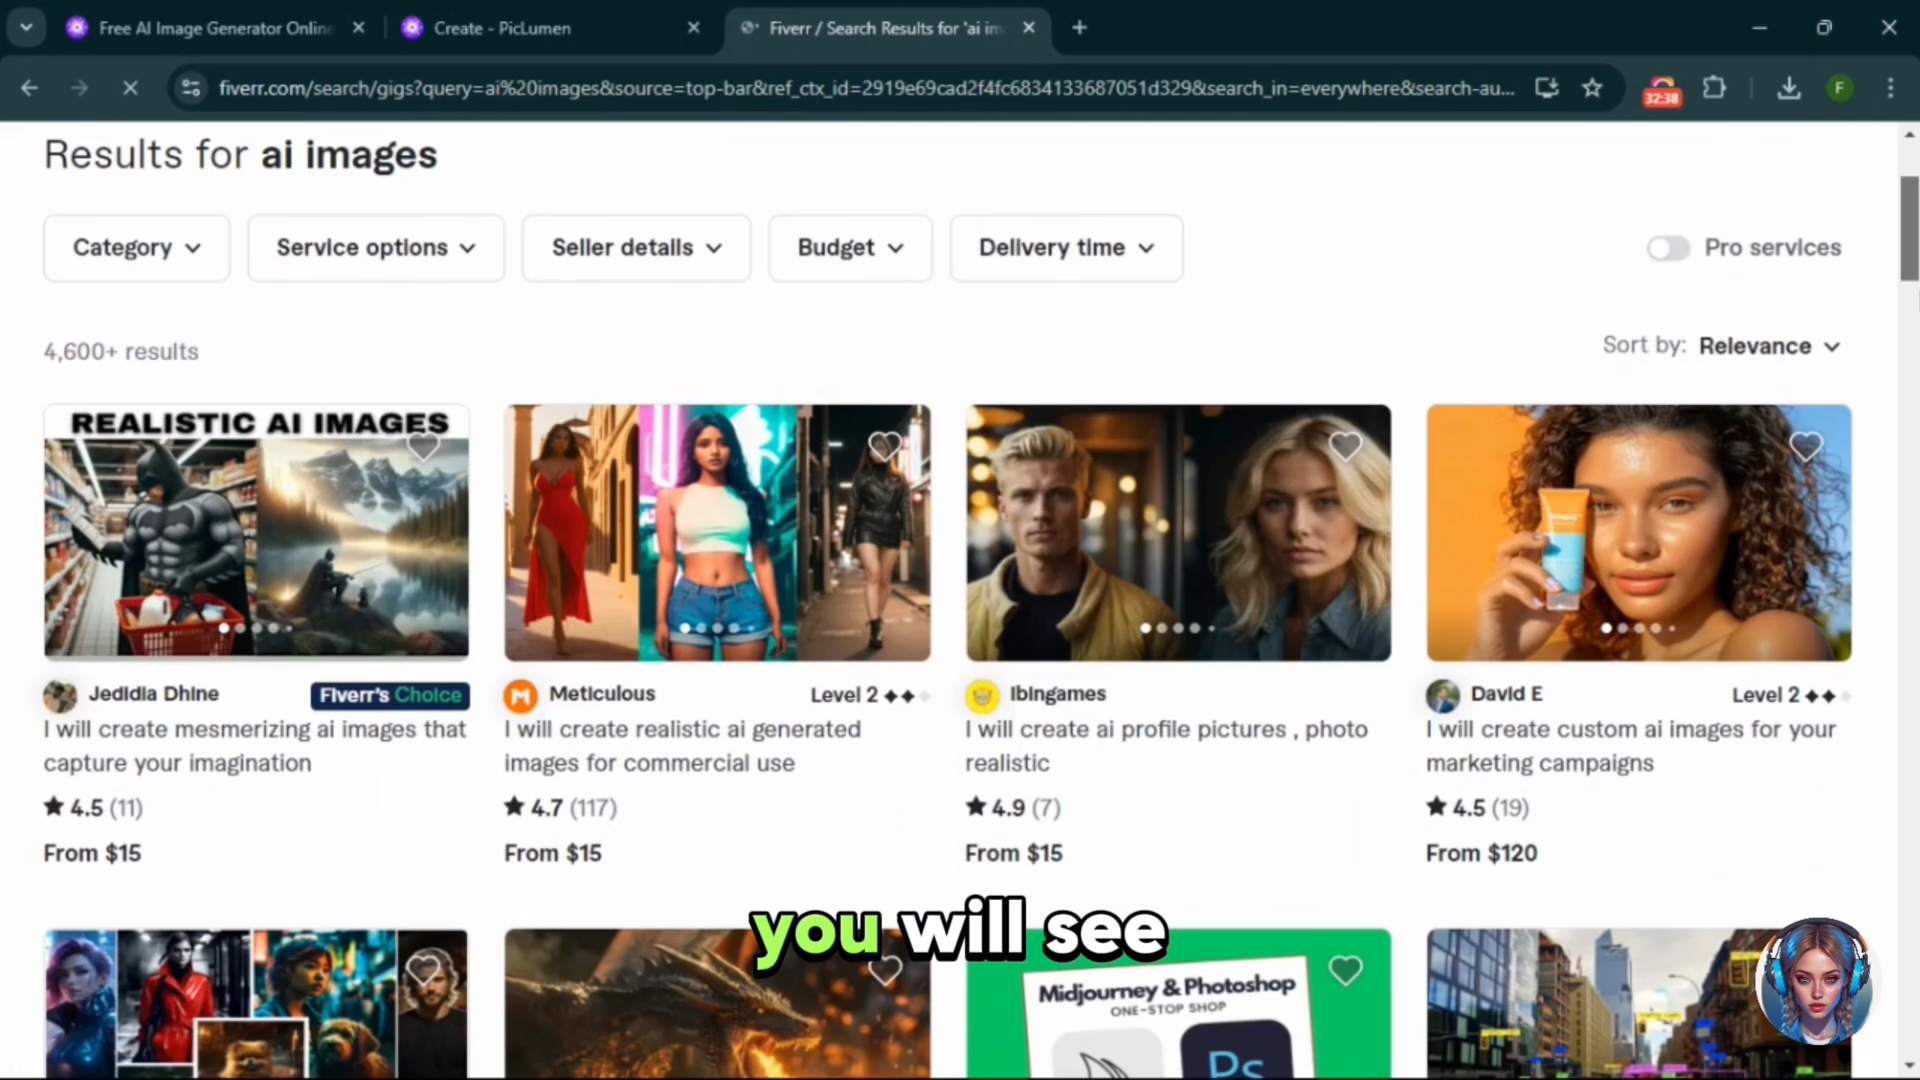 Free AI Image Generator Online
Create - PicLumen
Fiverr / Search Results for 'ai im
fiverr.com/search/gigs?query=ai%20images&source=top-bar&ref_ctx_id=2919e69cad2f4fc6834133687051d329&search_in=everywhere&search-au...
32:38
F
Results for ai images
Category
Service options
Seller details
Budget
Delivery time
Pro services
4,600+ results
Sort by: Relevance
REALISTIC AI IMAGES
Jedidia Dhine
Fiverr's Choice
I will create mesmerizing ai images that
capture your imagination
4.5 (11)
From $15
M
Meticulous
Level 2
I will create realistic ai generated
images for commercial use
4.7 (117)
From $15
Ibingames
I will create ai profile pictures , photo
realistic
4.9 (7)
From $15
David E
Level 2
I will create custom ai images for your
marketing campaigns
4.5 (19)
From $120
you will see
Midjourney & Photoshop
ONE-STOP SHOP
Ps